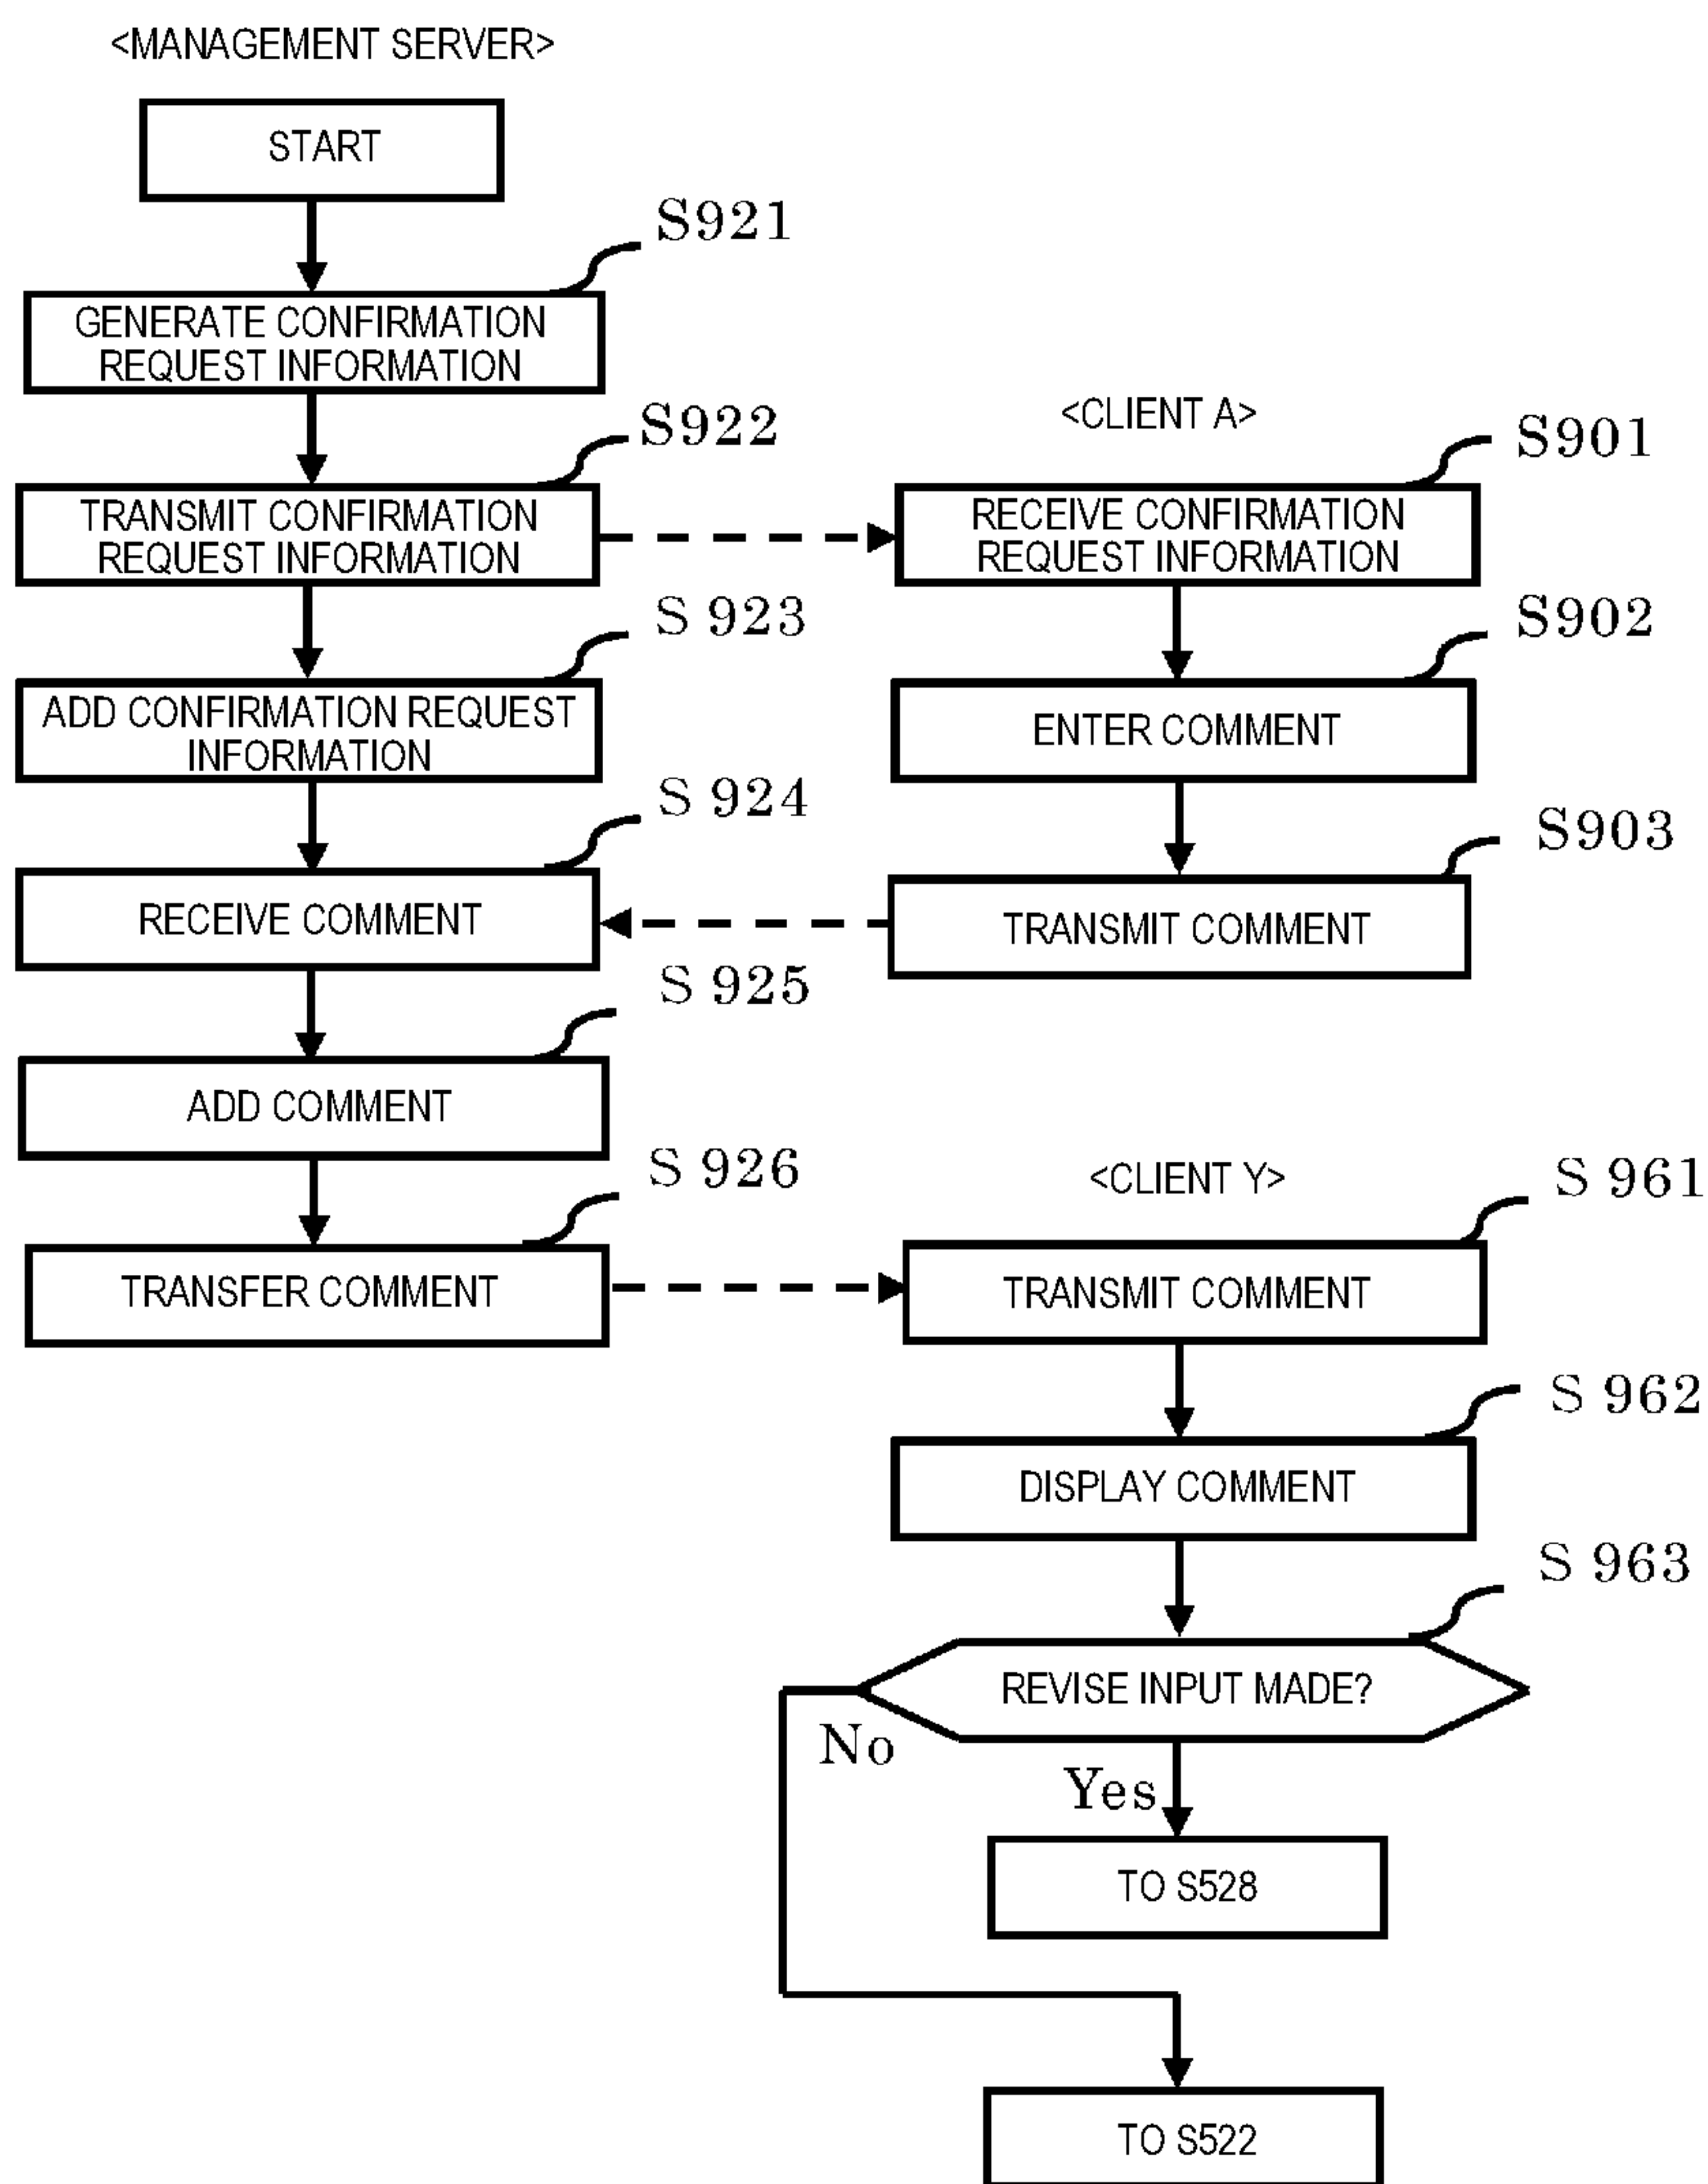 <MANAGEMENT SERVER>
START
S921
GENERATE CONFIRMATION
REQUEST INFORMATION
S922
TRANSMIT CONFIRMATION
REQUEST INFORMATION
<CLIENT A>
S901
RECEIVE CONFIRMATION
REQUEST INFORMATION
S 923
ADD CONFIRMATION REQUEST
INFORMATION
S902
ENTER COMMENT
S 924
RECEIVE COMMENT
S903
TRANSMIT COMMENT
S 925
ADD COMMENT
S 926
TRANSFER COMMENT
<CLIENT Y>
S 961
TRANSMIT COMMENT
S 962
DISPLAY COMMENT
S 963
REVISE INPUT MADE?
No
Yes
TO S528
TO S522